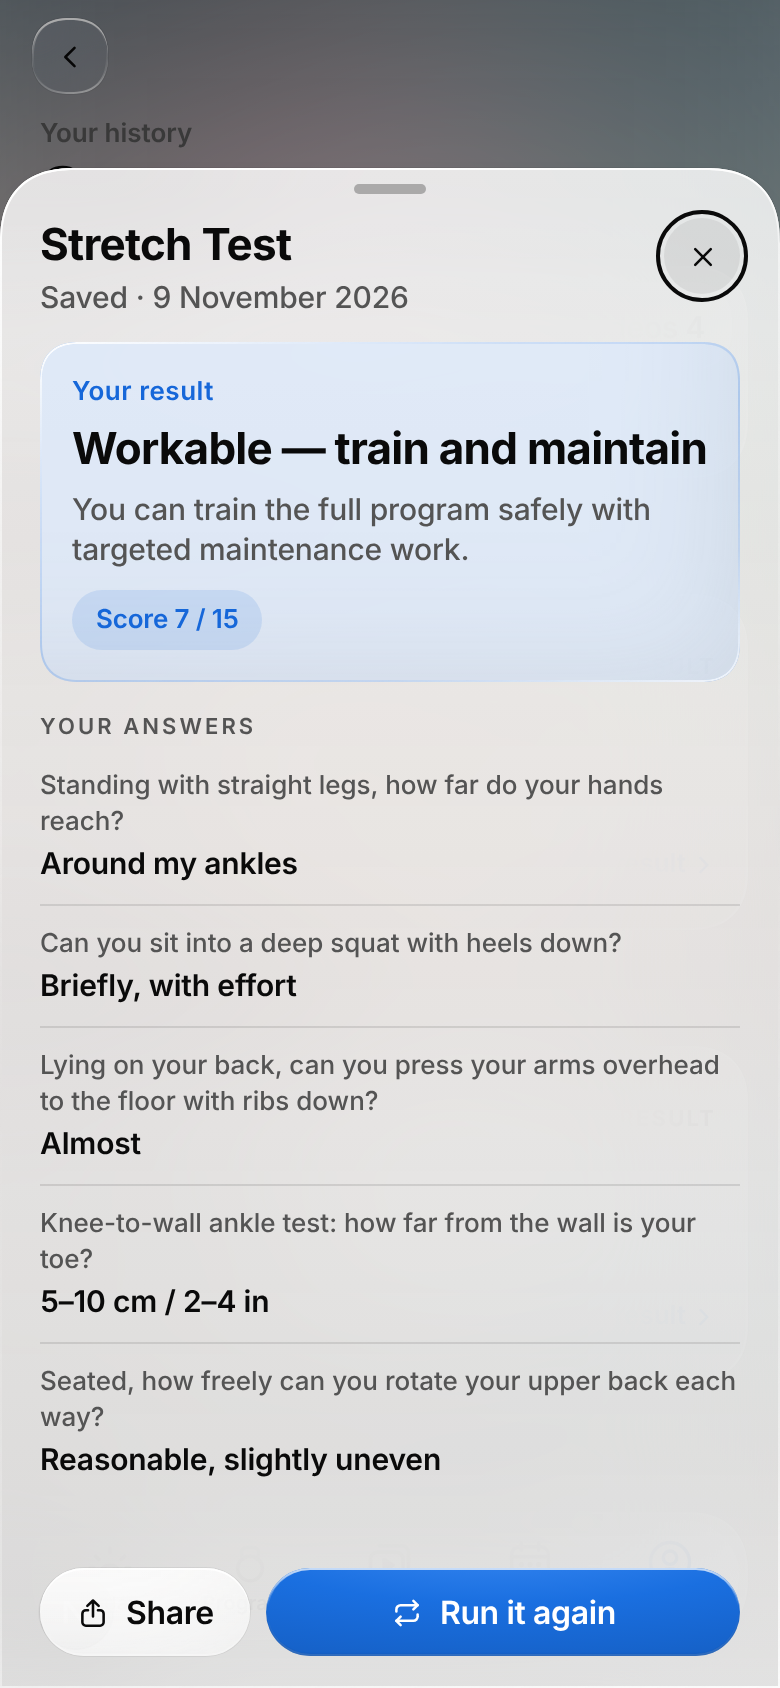 Your history
Stretch Test
Saved · 9 November 2026
Your result
Workable — train and maintain
You can train the full program safely with
targeted maintenance work.
Score 7 / 15
YOUR ANSWERS
Standing with straight legs, how far do your hands
reach?
Around my ankles
Can you sit into a deep squat with heels down?
Briefly, with effort
Lying on your back, can you press your arms overhead
to the floor with ribs down?
Almost
Knee-to-wall ankle test: how far from the wall is your
toe?
5–10 cm / 2–4 in
Seated, how freely can you rotate your upper back each
way?
Reasonable, slightly uneven
Share
Run it again